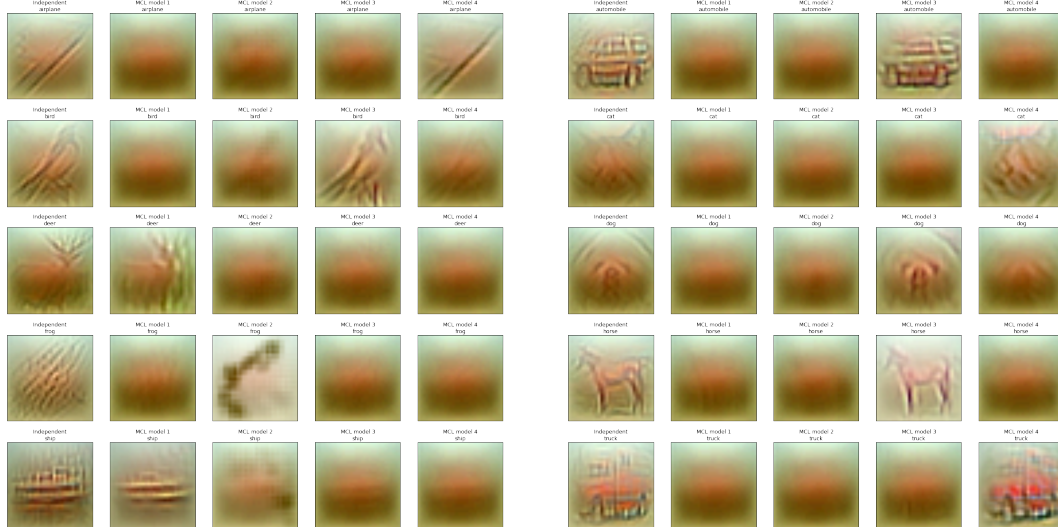 Independent
airplane
MCL model 1
airplane
MCL model 2
airplane
MCL model 3
airplane
MCL model 4
airplane
Independent
automobile
MCL model 1
automobile
MCL model 2
automobile
MCL model 3
automobile
MCL model 4
automobile
Independent
bird
MCL model 1
bird
MCL model 2
bird
MCL model 3
bird
MCL model 4
bird
Independent
cat
MCL model 1
cat
MCL model 2
cat
MCL model 3
cat
MCL model 4
cat
Independent
deer
MCL model 1
deer
MCL model 2
deer
MCL model 3
deer
MCL model 4
deer
Independent
dog
MCL model 1
dog
MCL model 2
dog
MCL model 3
dog
MCL model 4
dog
Independent
frog
MCL model 1
frog
MCL model 2
frog
MCL model 3
frog
MCL model 4
frog
Independent
horse
MCL model 1
horse
MCL model 2
horse
MCL model 3
horse
MCL model 4
horse
Independent
ship
MCL model 1
ship
MCL model 2
ship
MCL model 3
ship
MCL model 4
ship
Independent
truck
MCL model 1
truck
MCL model 2
truck
MCL model 3
truck
MCL model 4
truck